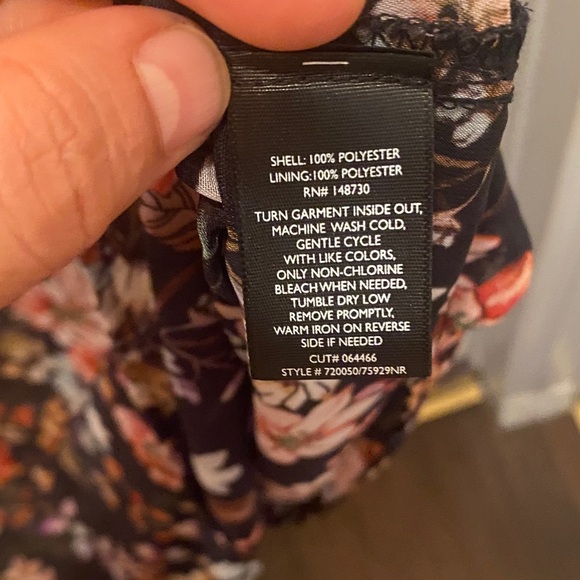 SHELL: 100% POLYESTER
LINING:100% POLYESTER
RN# 148730
TURN GARMENT INSIDE OUT,
MACHINE WASH COLD,
GENTLE CYCLE
WITH LIKE COLORS,
ONLY NON-CHLORINE
BLEACH WHEN NEEDED,
TUMBLE DRY LOW
REMOVE PROMPTLY,
WARM IRON ON REVERSE
SIDE IF NEEDED
CUT# 064466
STYLE # 720050/75929NR